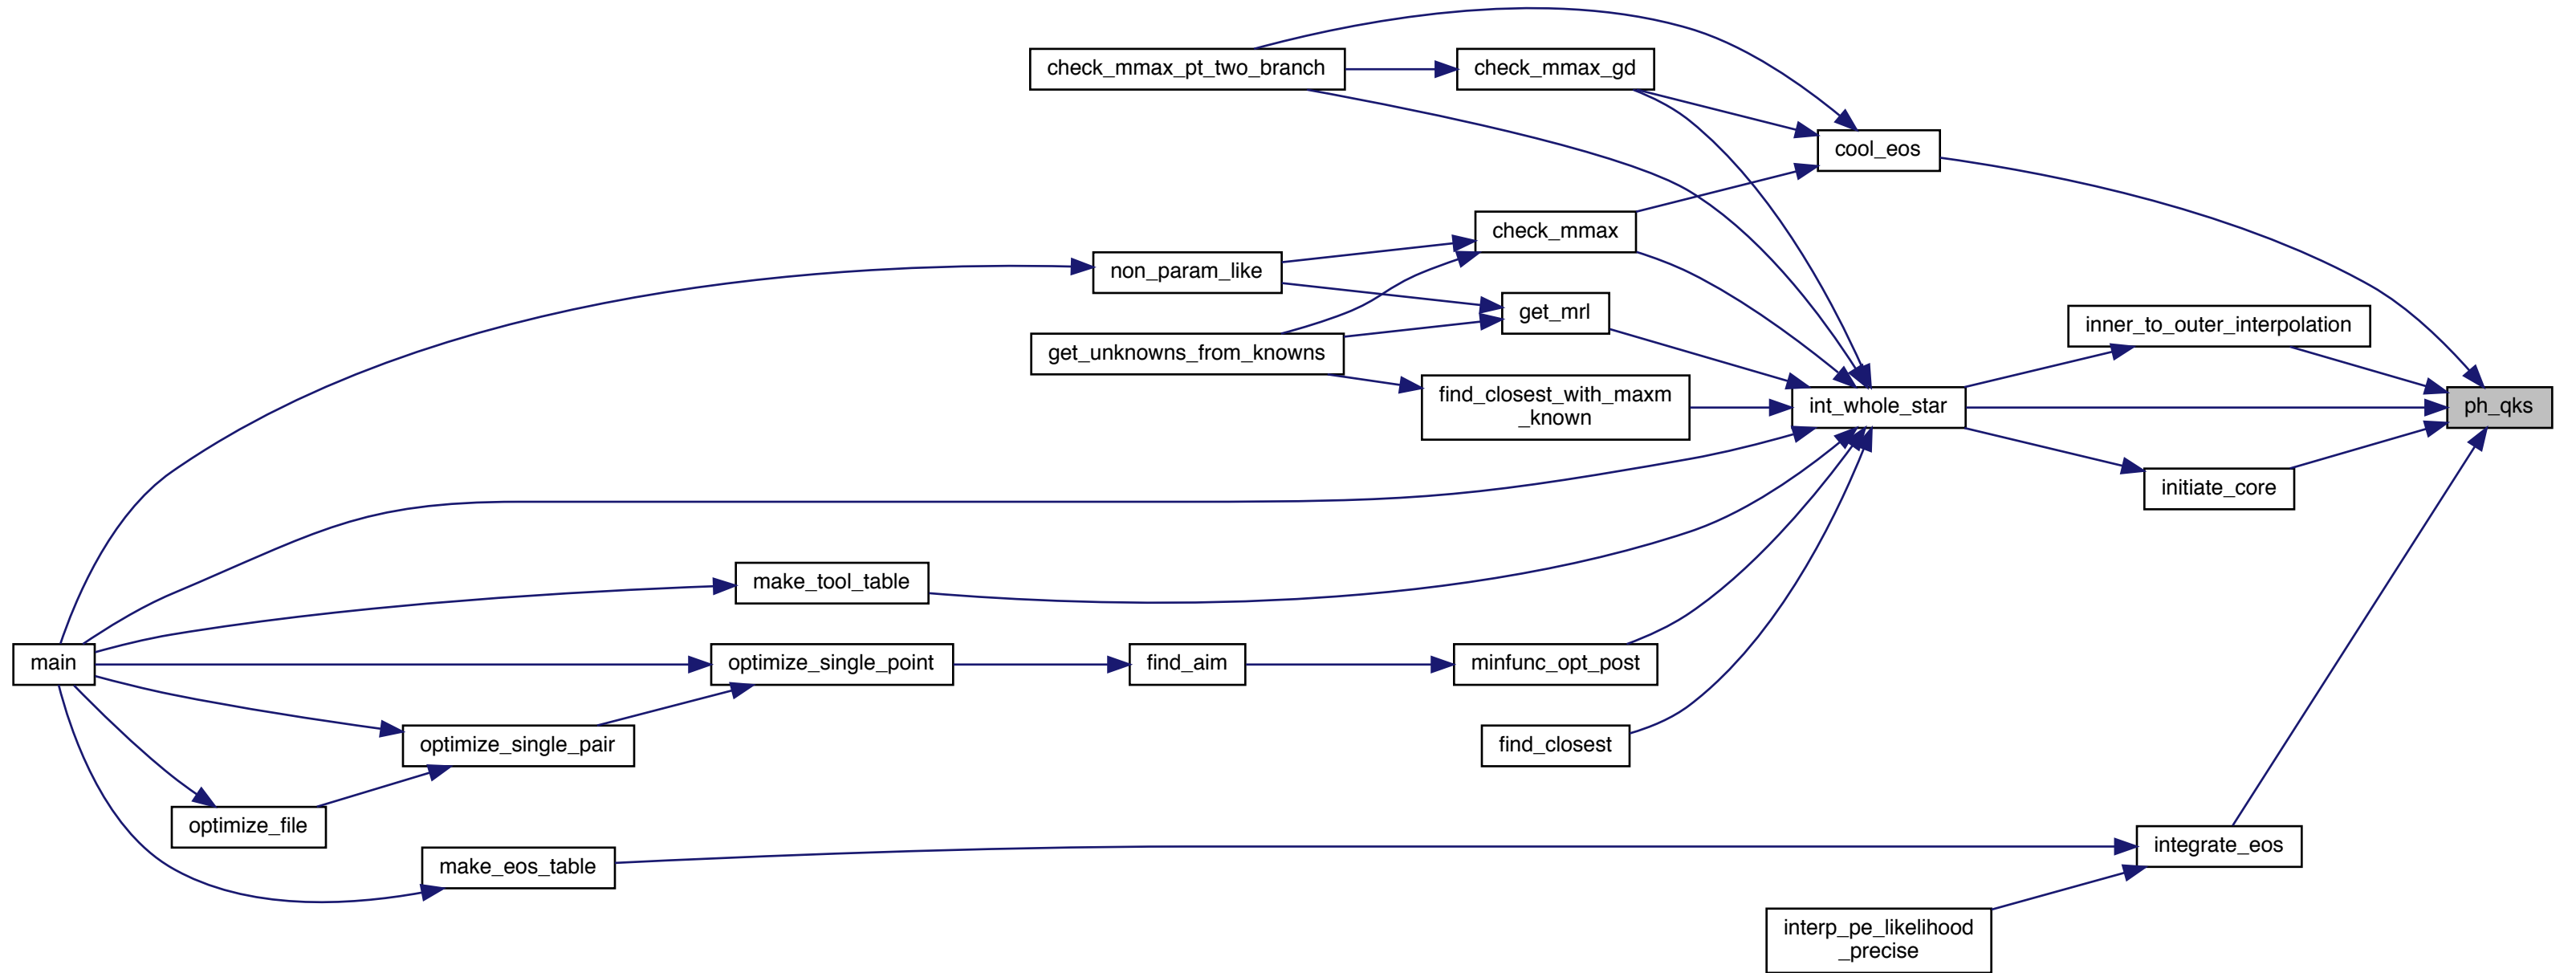 check_mmax_pt_two_branch
check_mmax_gd
cool_eos
check_mmax
non_param_like
get_mrl
inner_to_outer_interpolation
get_unknowns_from_knowns
find_closest_with_maxm
_known
int_whole_star
ph_qks
initiate_core
make_tool_table
main
optimize_single_point
find_aim
minfunc_opt_post
optimize_single_pair
find_closest
optimize_file
integrate_eos
make_eos_table
interp_pe_likelihood
_precise